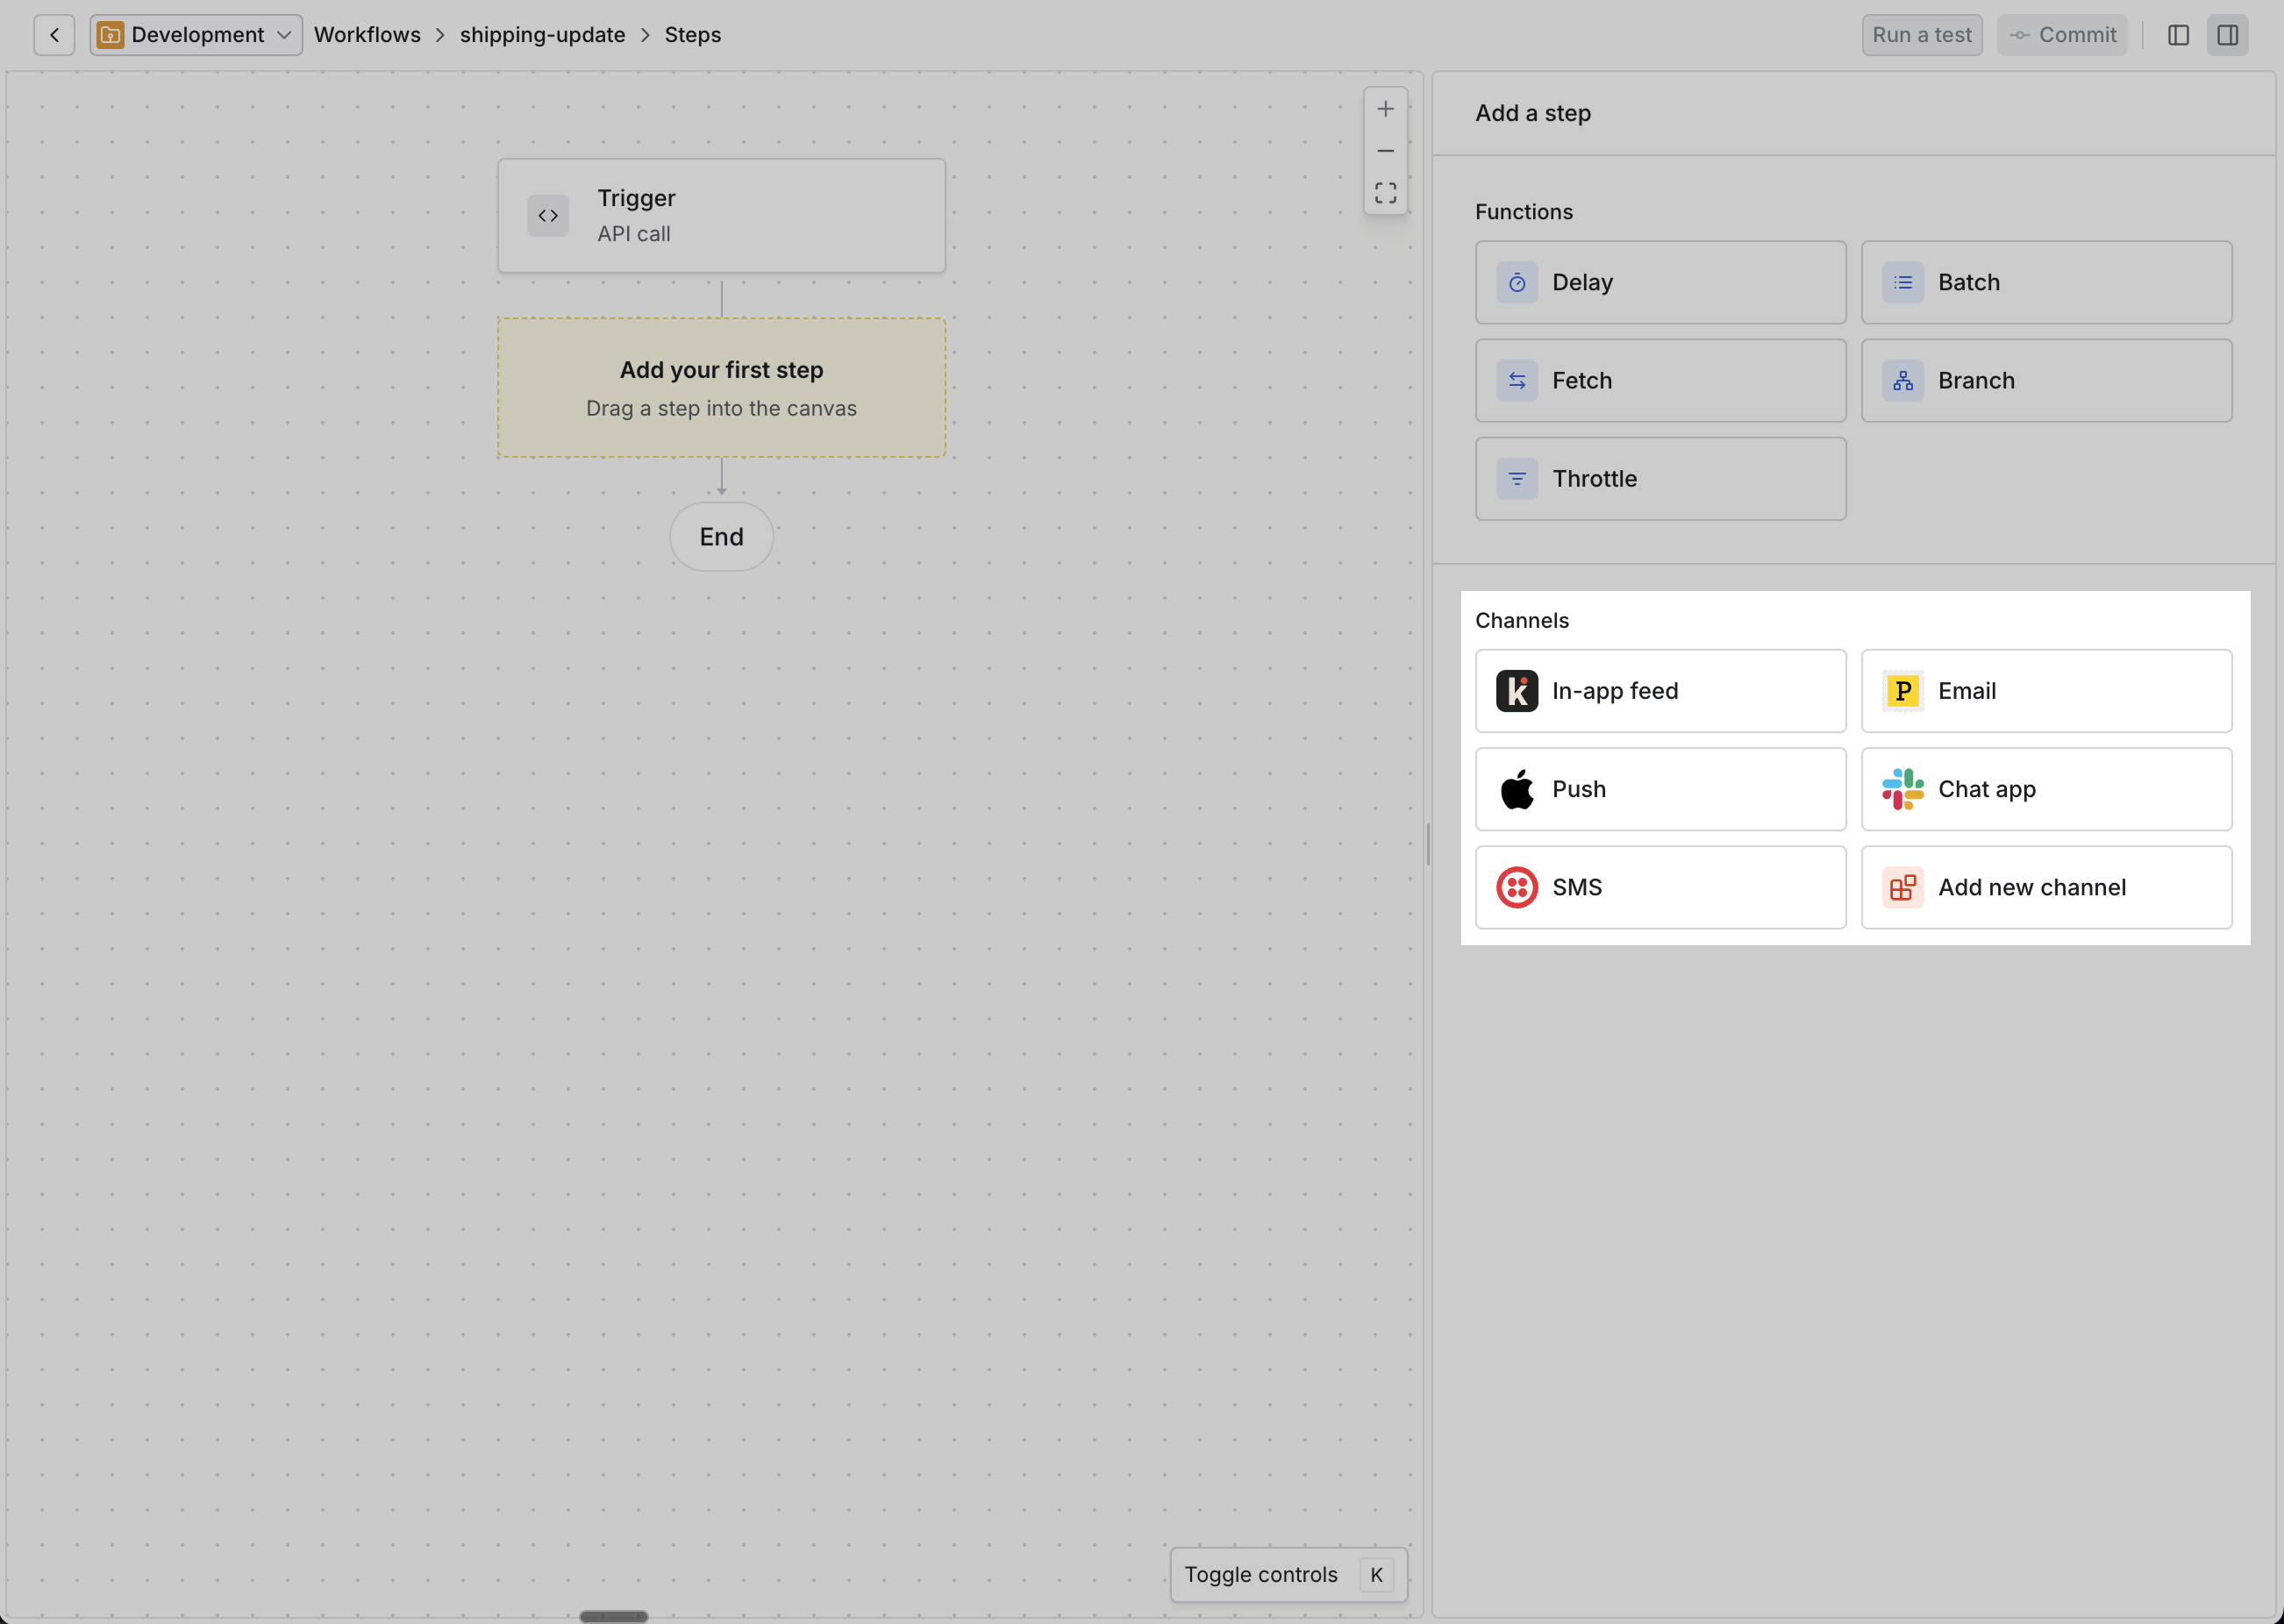 Development
Workflows > shipping-update > Steps
Run a test
Commit
Trigger
API call
Add your first step
Drag a step into the canvas
End
Toggle controls K
Add a step
Functions
Delay
Batch
Fetch
Branch
Throttle
Channels
In-app feed
Email
Push
Chat app
SMS
Add new channel